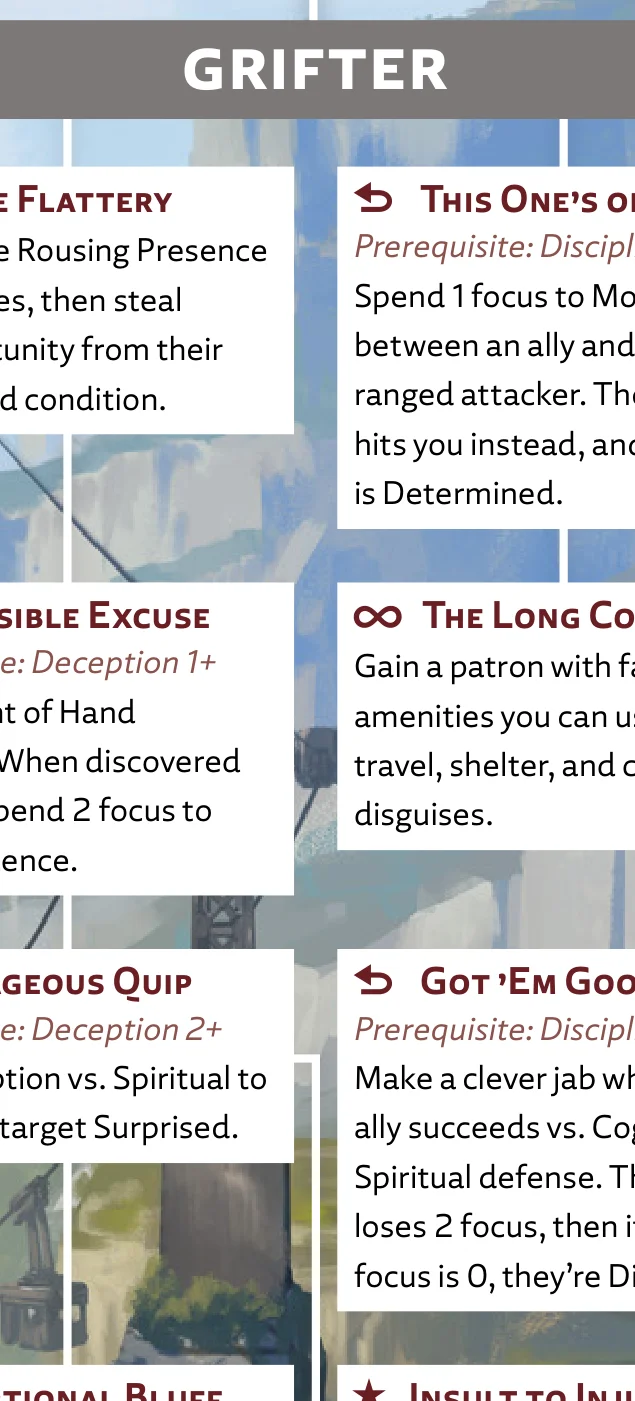 GRIFTER
E FLATTERY
e Rousing Presence
es, then steal
tunity from their
d condition.
SIBLE EXCUSE
e: Deception 1+
nt of Hand
When discovered
pend 2 focus to
ence.
GEOUS QUIP
e: Deception 2+
ption vs. Spiritual to
target Surprised.
TIONAL BLUFF
THIS ONE'S O
Prerequisite: Discipl
Spend 1 focus to Mo
between an ally and
ranged attacker. The
hits you instead, and
is Determined.
THE LONG CO
Gain a patron with fa
amenities you can us
travel, shelter, and c
disguises.
GOT 'EM GOO
Prerequisite: Discipl
Make a clever jab wh
ally succeeds vs. Cog
Spiritual defense. Th
loses 2 focus, then i
focus is 0, they're Di
INSULT TO INJU